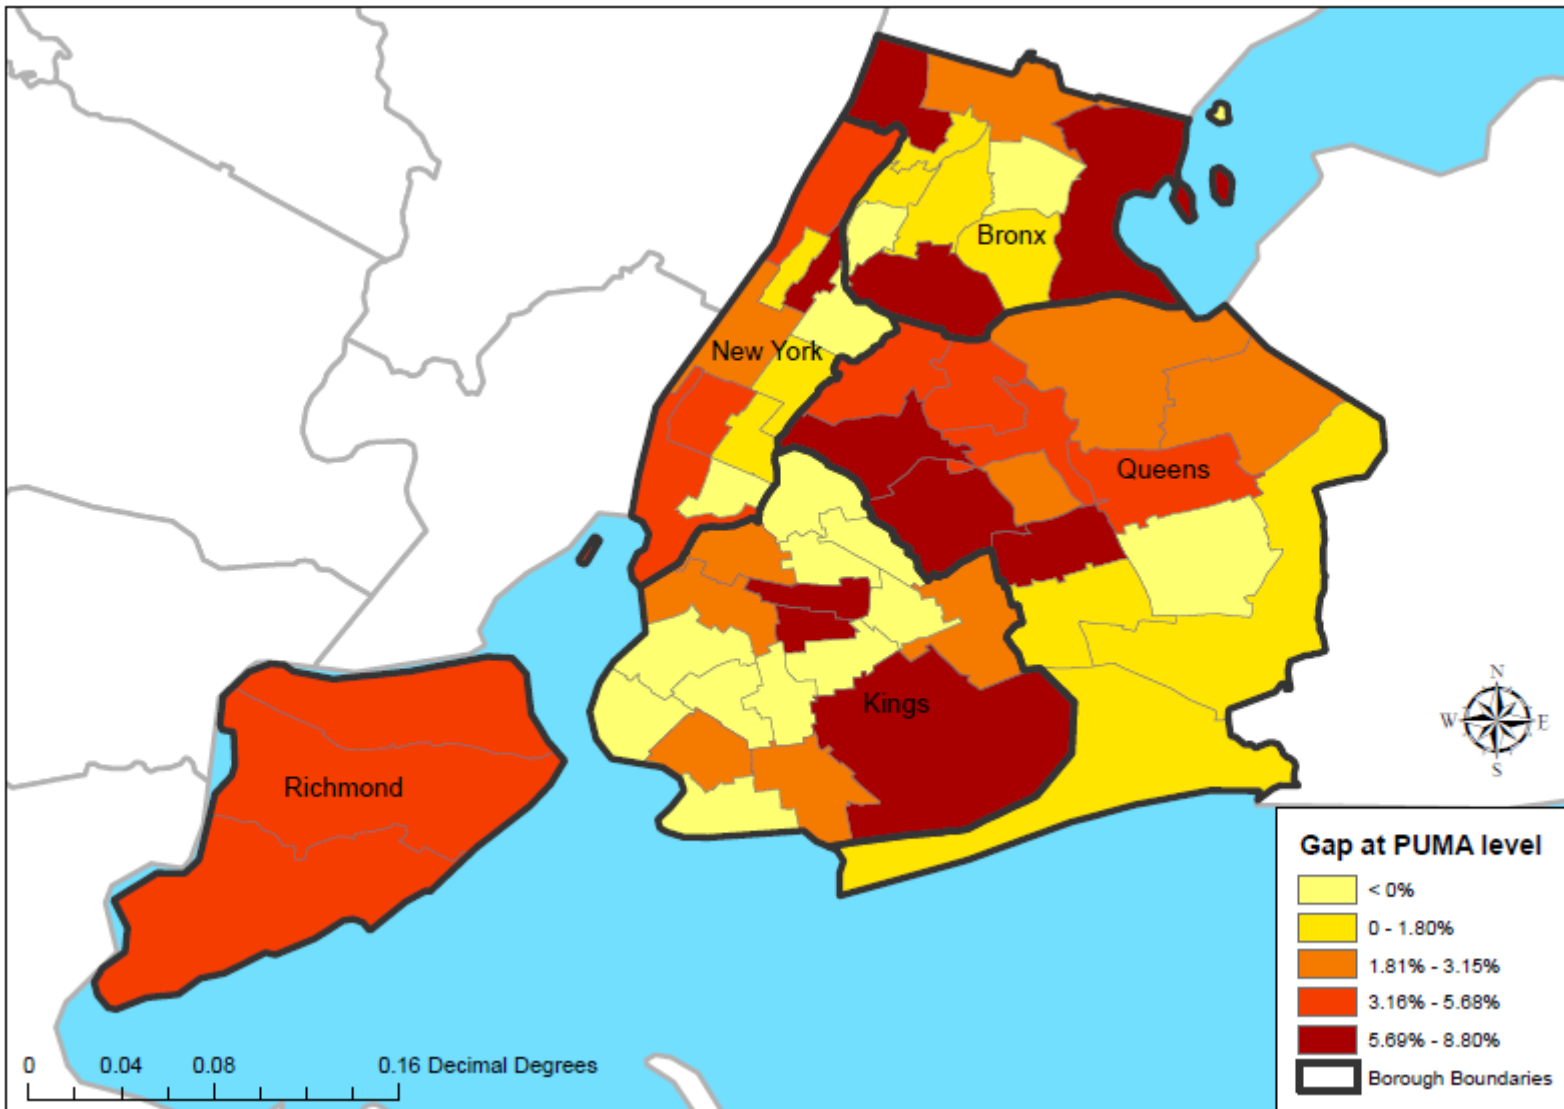 Bronx
New York
Queens
Kings
Richmond
N
W E
S
Gap at PUMA level
< 0%
0 - 1.80%
1.81% - 3.15%
3.16% - 5.68%
5.69% - 8.80%
Borough Boundaries
0 0.04 0.08 0.16 Decimal Degrees